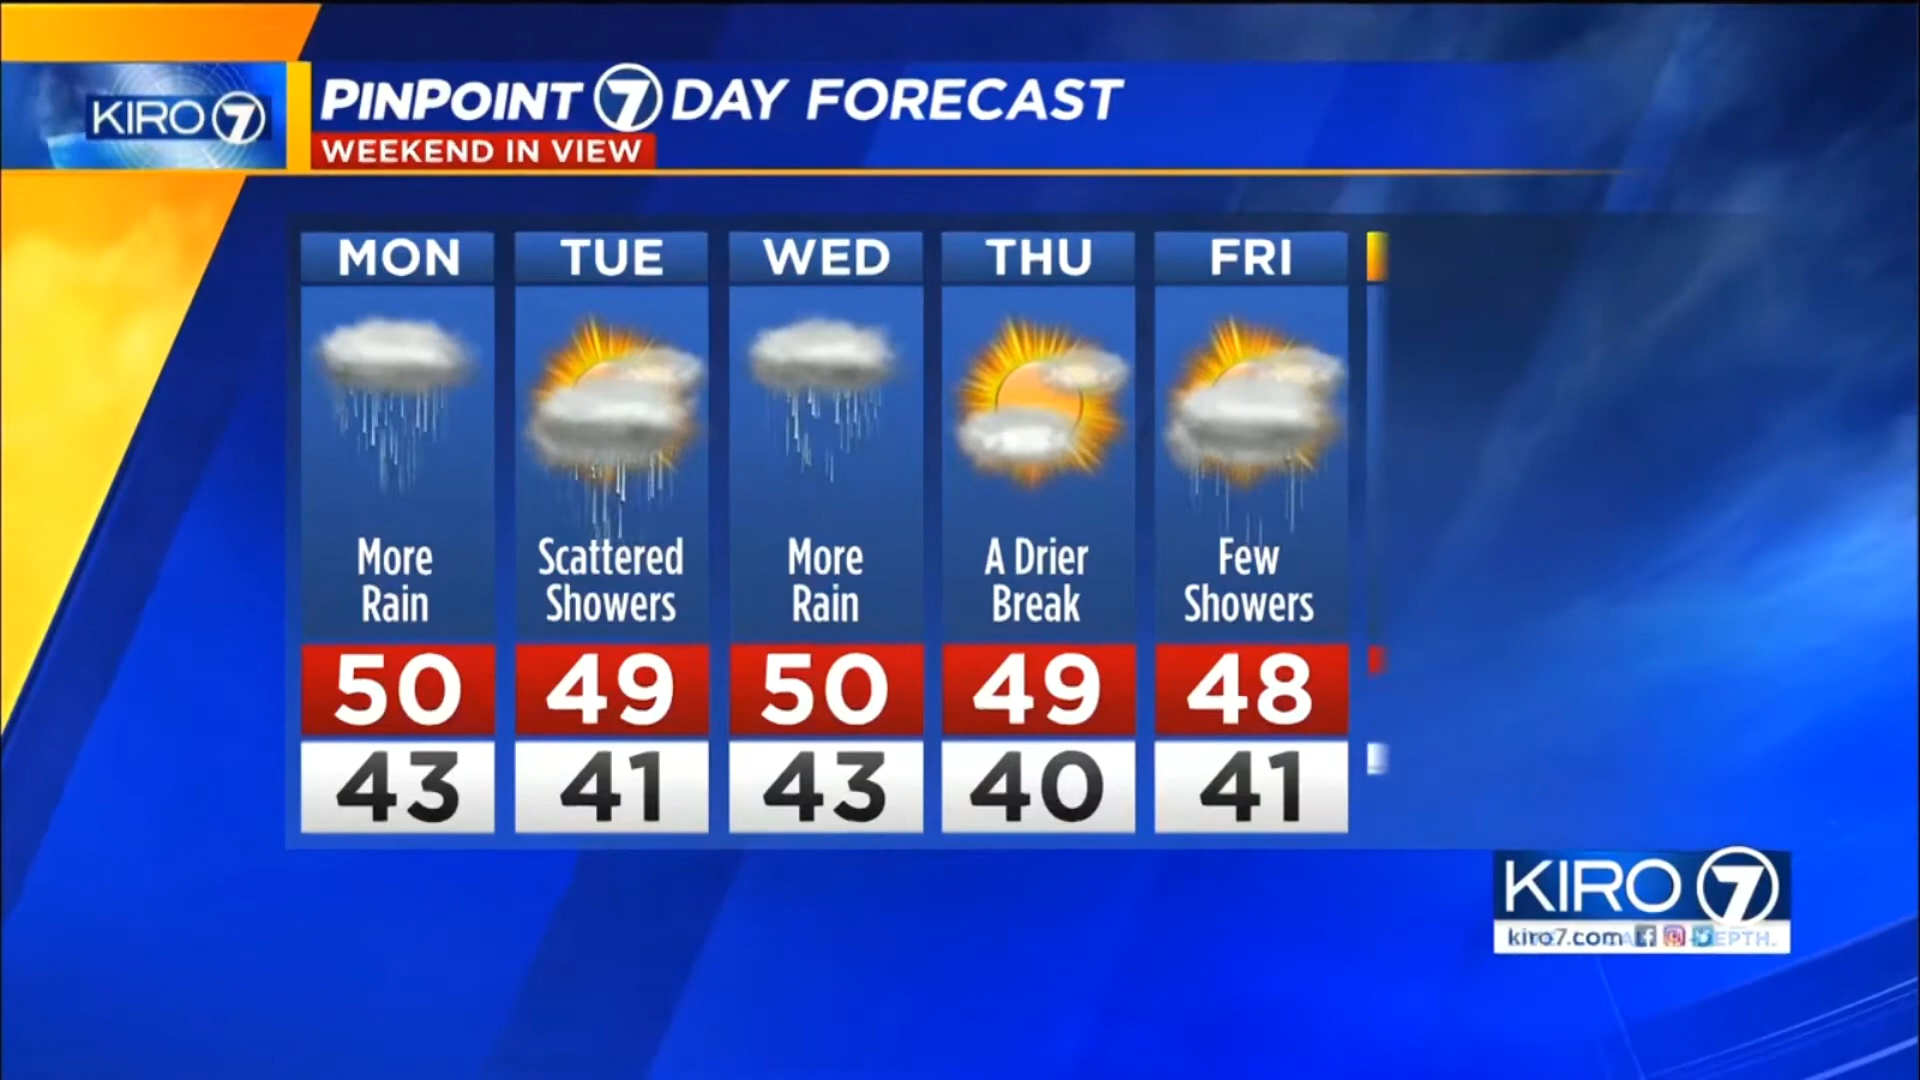 KIRO 7
PINPOINT 7 DAY FORECAST
WEEKEND IN VIEW
MON TUE WED THU FRI
More Rain
Scattered Showers
More Rain
A Drier Break
Few Showers
50 49 50 49 48
43 41 43 40 41
KIRO 7
kiro7.com